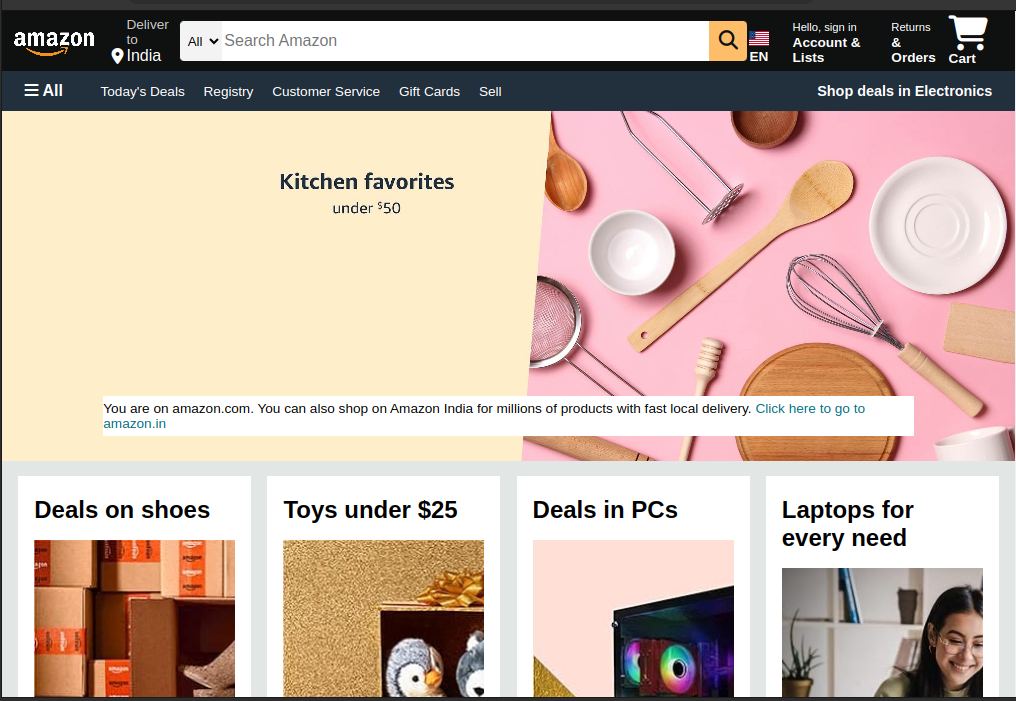 amazon
Deliver
to
India
All
Search Amazon
EN
Hello, sign in
Account &
Lists
Returns
&
Orders
Cart
All
Today's Deals
Registry
Customer Service
Gift Cards
Sell
Shop deals in Electronics
Kitchen favorites
under $50
You are on amazon.com. You can also shop on Amazon India for millions of products with fast local delivery. Click here to go to
amazon.in
Deals on shoes
Toys under $25
Deals in PCs
Laptops for
every need